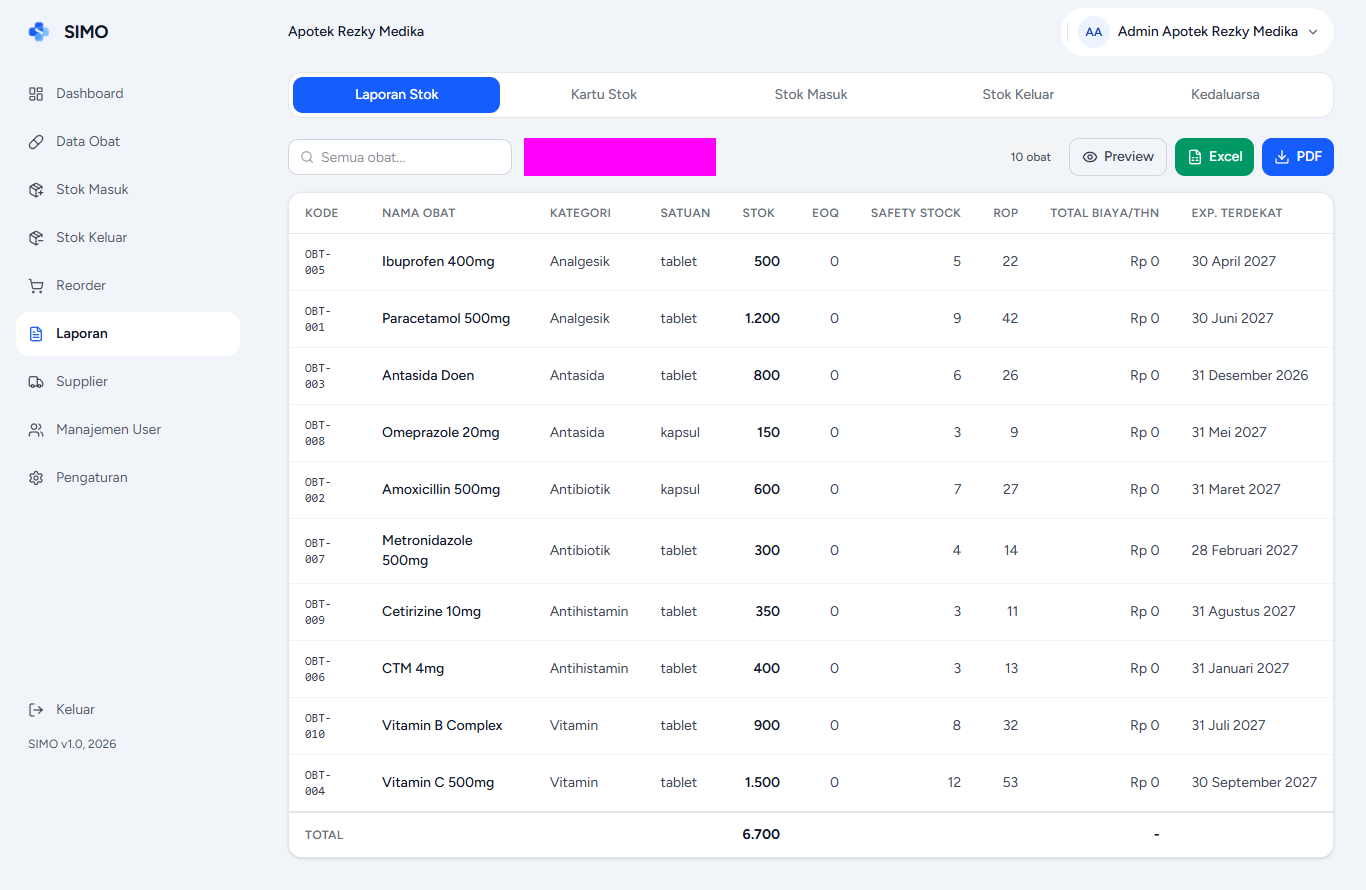 SIMO
Apotek Rezky Medika
AA Admin Apotek Rezky Medika
Dashboard
Data Obat
Stok Masuk
Stok Keluar
Reorder
Laporan
Supplier
Manajemen User
Pengaturan
Keluar
SIMO v1.0, 2026
Laporan Stok Kartu Stok Stok Masuk Stok Keluar Kedaluarsa
Semua obat... 10 obat Preview Excel PDF
KODE NAMA OBAT KATEGORI SATUAN STOK EOQ SAFETY STOCK ROP TOTAL BIAYA/THN EXP. TERDEKAT
OBT-
005 Ibuprofen 400mg Analgesik tablet 500 0 5 22 Rp 0 30 April 2027
OBT-
001 Paracetamol 500mg Analgesik tablet 1.200 0 9 42 Rp 0 30 Juni 2027
OBT-
003 Antasida Doen Antasida tablet 800 0 6 26 Rp 0 31 Desember 2026
OBT-
008 Omeprazole 20mg Antasida kapsul 150 0 3 9 Rp 0 31 Mei 2027
OBT-
002 Amoxicillin 500mg Antibiotik kapsul 600 0 7 27 Rp 0 31 Maret 2027
OBT-
007 Metronidazole
500mg Antibiotik tablet 300 0 4 14 Rp 0 28 Februari 2027
OBT-
009 Cetirizine 10mg Antihistamin tablet 350 0 3 11 Rp 0 31 Agustus 2027
OBT-
006 CTM 4mg Antihistamin tablet 400 0 3 13 Rp 0 31 Januari 2027
OBT-
010 Vitamin B Complex Vitamin tablet 900 0 8 32 Rp 0 31 Juli 2027
OBT-
004 Vitamin C 500mg Vitamin tablet 1.500 0 12 53 Rp 0 30 September 2027
TOTAL 6.700 -